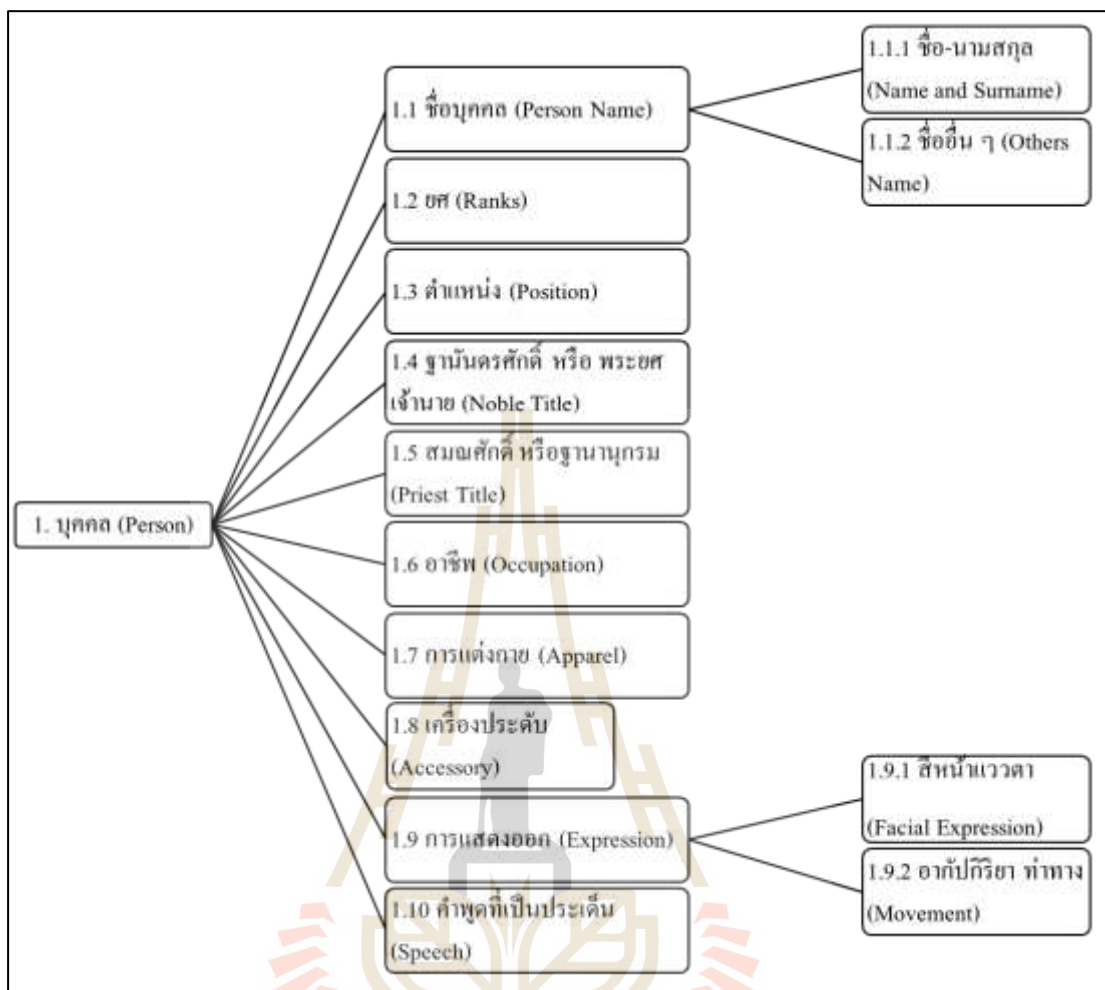 1. บุคคล (Person)
1.1 ชื่อบุคคล (Person Name)
1.1.1 ชื่อ-นามสกุล
(Name and Surname)
1.1.2 ชื่ออื่น ๆ (Others
Name)
1.2 ยศ (Ranks)
1.3 ตำแหน่ง (Position)
1.4 ฐานันดรศักดิ์ หรือ พระยศ
เจ้านาย (Noble Title)
1.5 สมณศักดิ์ หรือฐานานุกรม
(Priest Title)
1.6 อาชีพ (Occupation)
1.7 การแต่งกาย (Apparel)
1.8 เครื่องประดับ
(Accessory)
1.9 การแสดงออก (Expression)
1.9.1 สีหน้าแววตา
(Facial Expression)
1.9.2 อากัปกิริยา ท่าทาง
(Movement)
1.10 คำพูดที่เป็นประเด็น
(Speech)